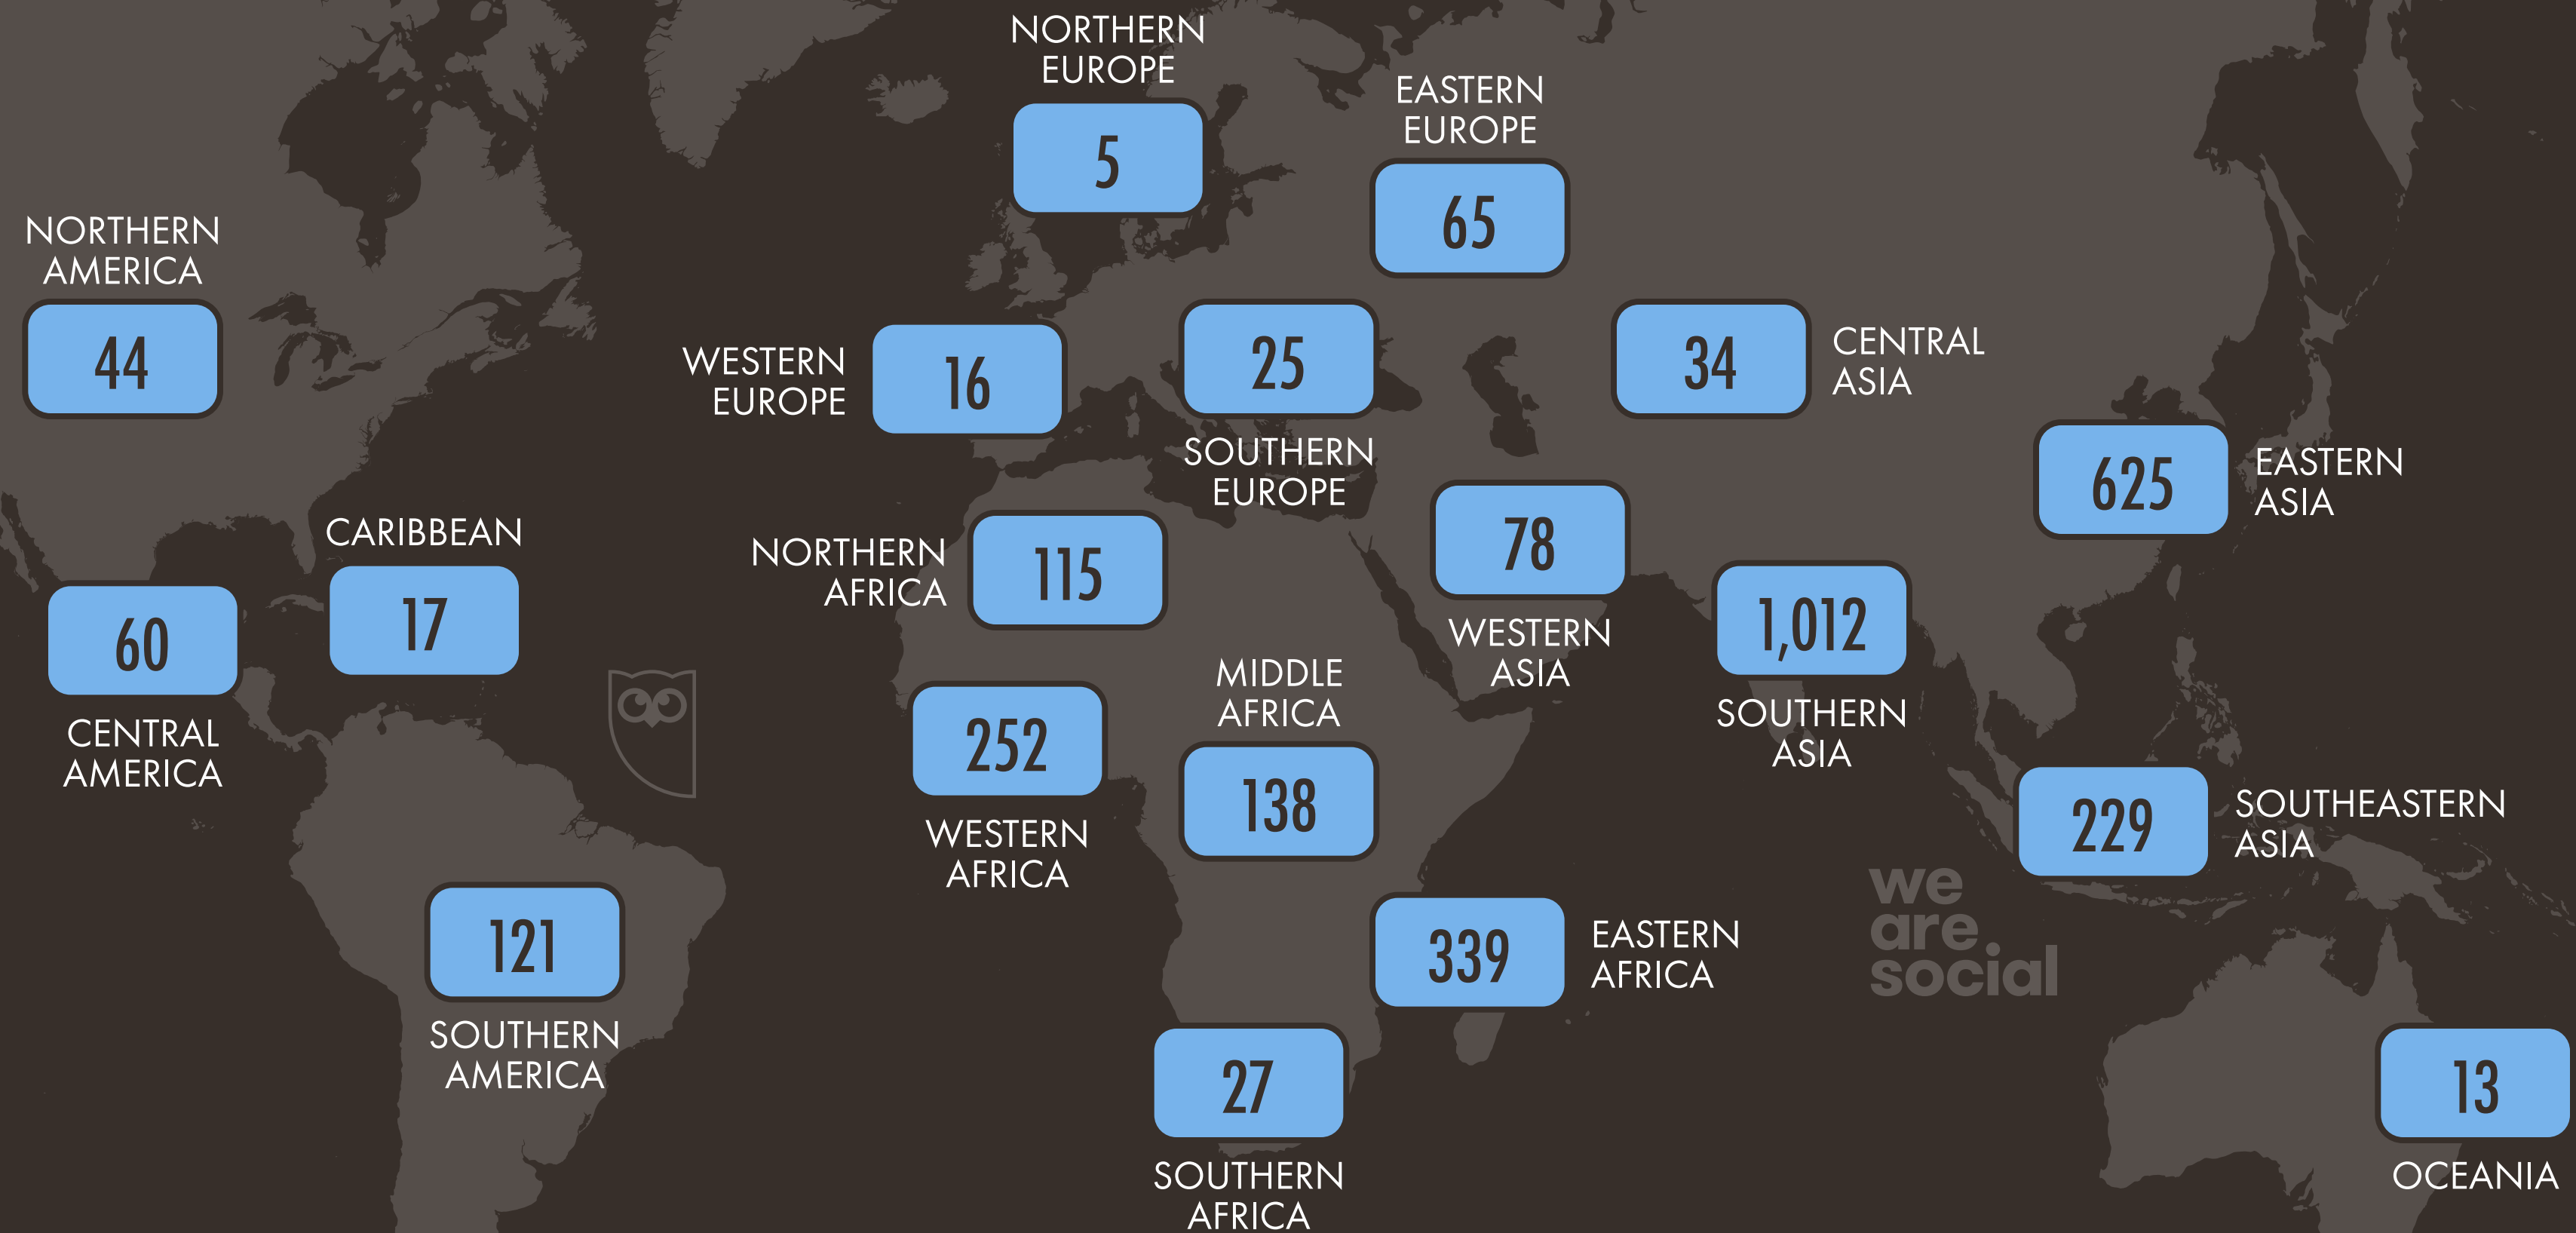 NORTHERN
EUROPE
5
EASTERN
EUROPE
65
NORTHERN
AMERICA
44
WESTERN
EUROPE
16
25
SOUTHERN
EUROPE
34
CENTRAL
ASIA
625
EASTERN
ASIA
CARIBBEAN
17
60
CENTRAL
AMERICA
NORTHERN
AFRICA
115
78
WESTERN
ASIA
1,012
SOUTHERN
ASIA
252
WESTERN
AFRICA
MIDDLE
AFRICA
138
229
SOUTHEASTERN
ASIA
121
SOUTHERN
AMERICA
339
EASTERN
AFRICA
we
are
social
27
SOUTHERN
AFRICA
13
OCEANIA